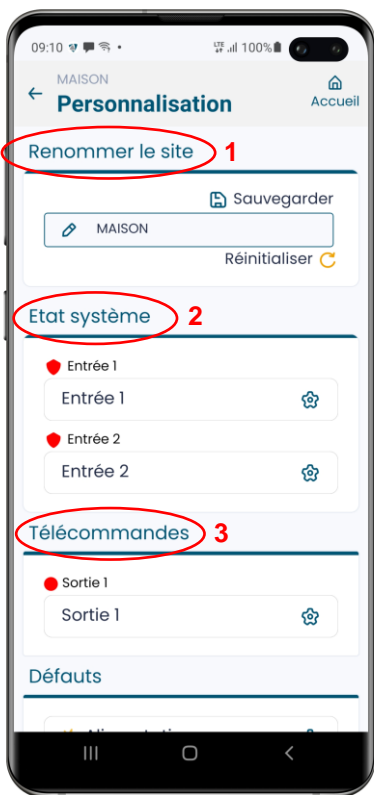 09:10 LTE 100%
MAISON
Personnalisation
Accueil
Renommer le site 1
Sauvegarder
MAISON
Réinitialiser
Etat système 2
Entrée 1
Entrée 1
Entrée 2
Entrée 2
Télécommandes 3
Sortie 1
Sortie 1
Défauts